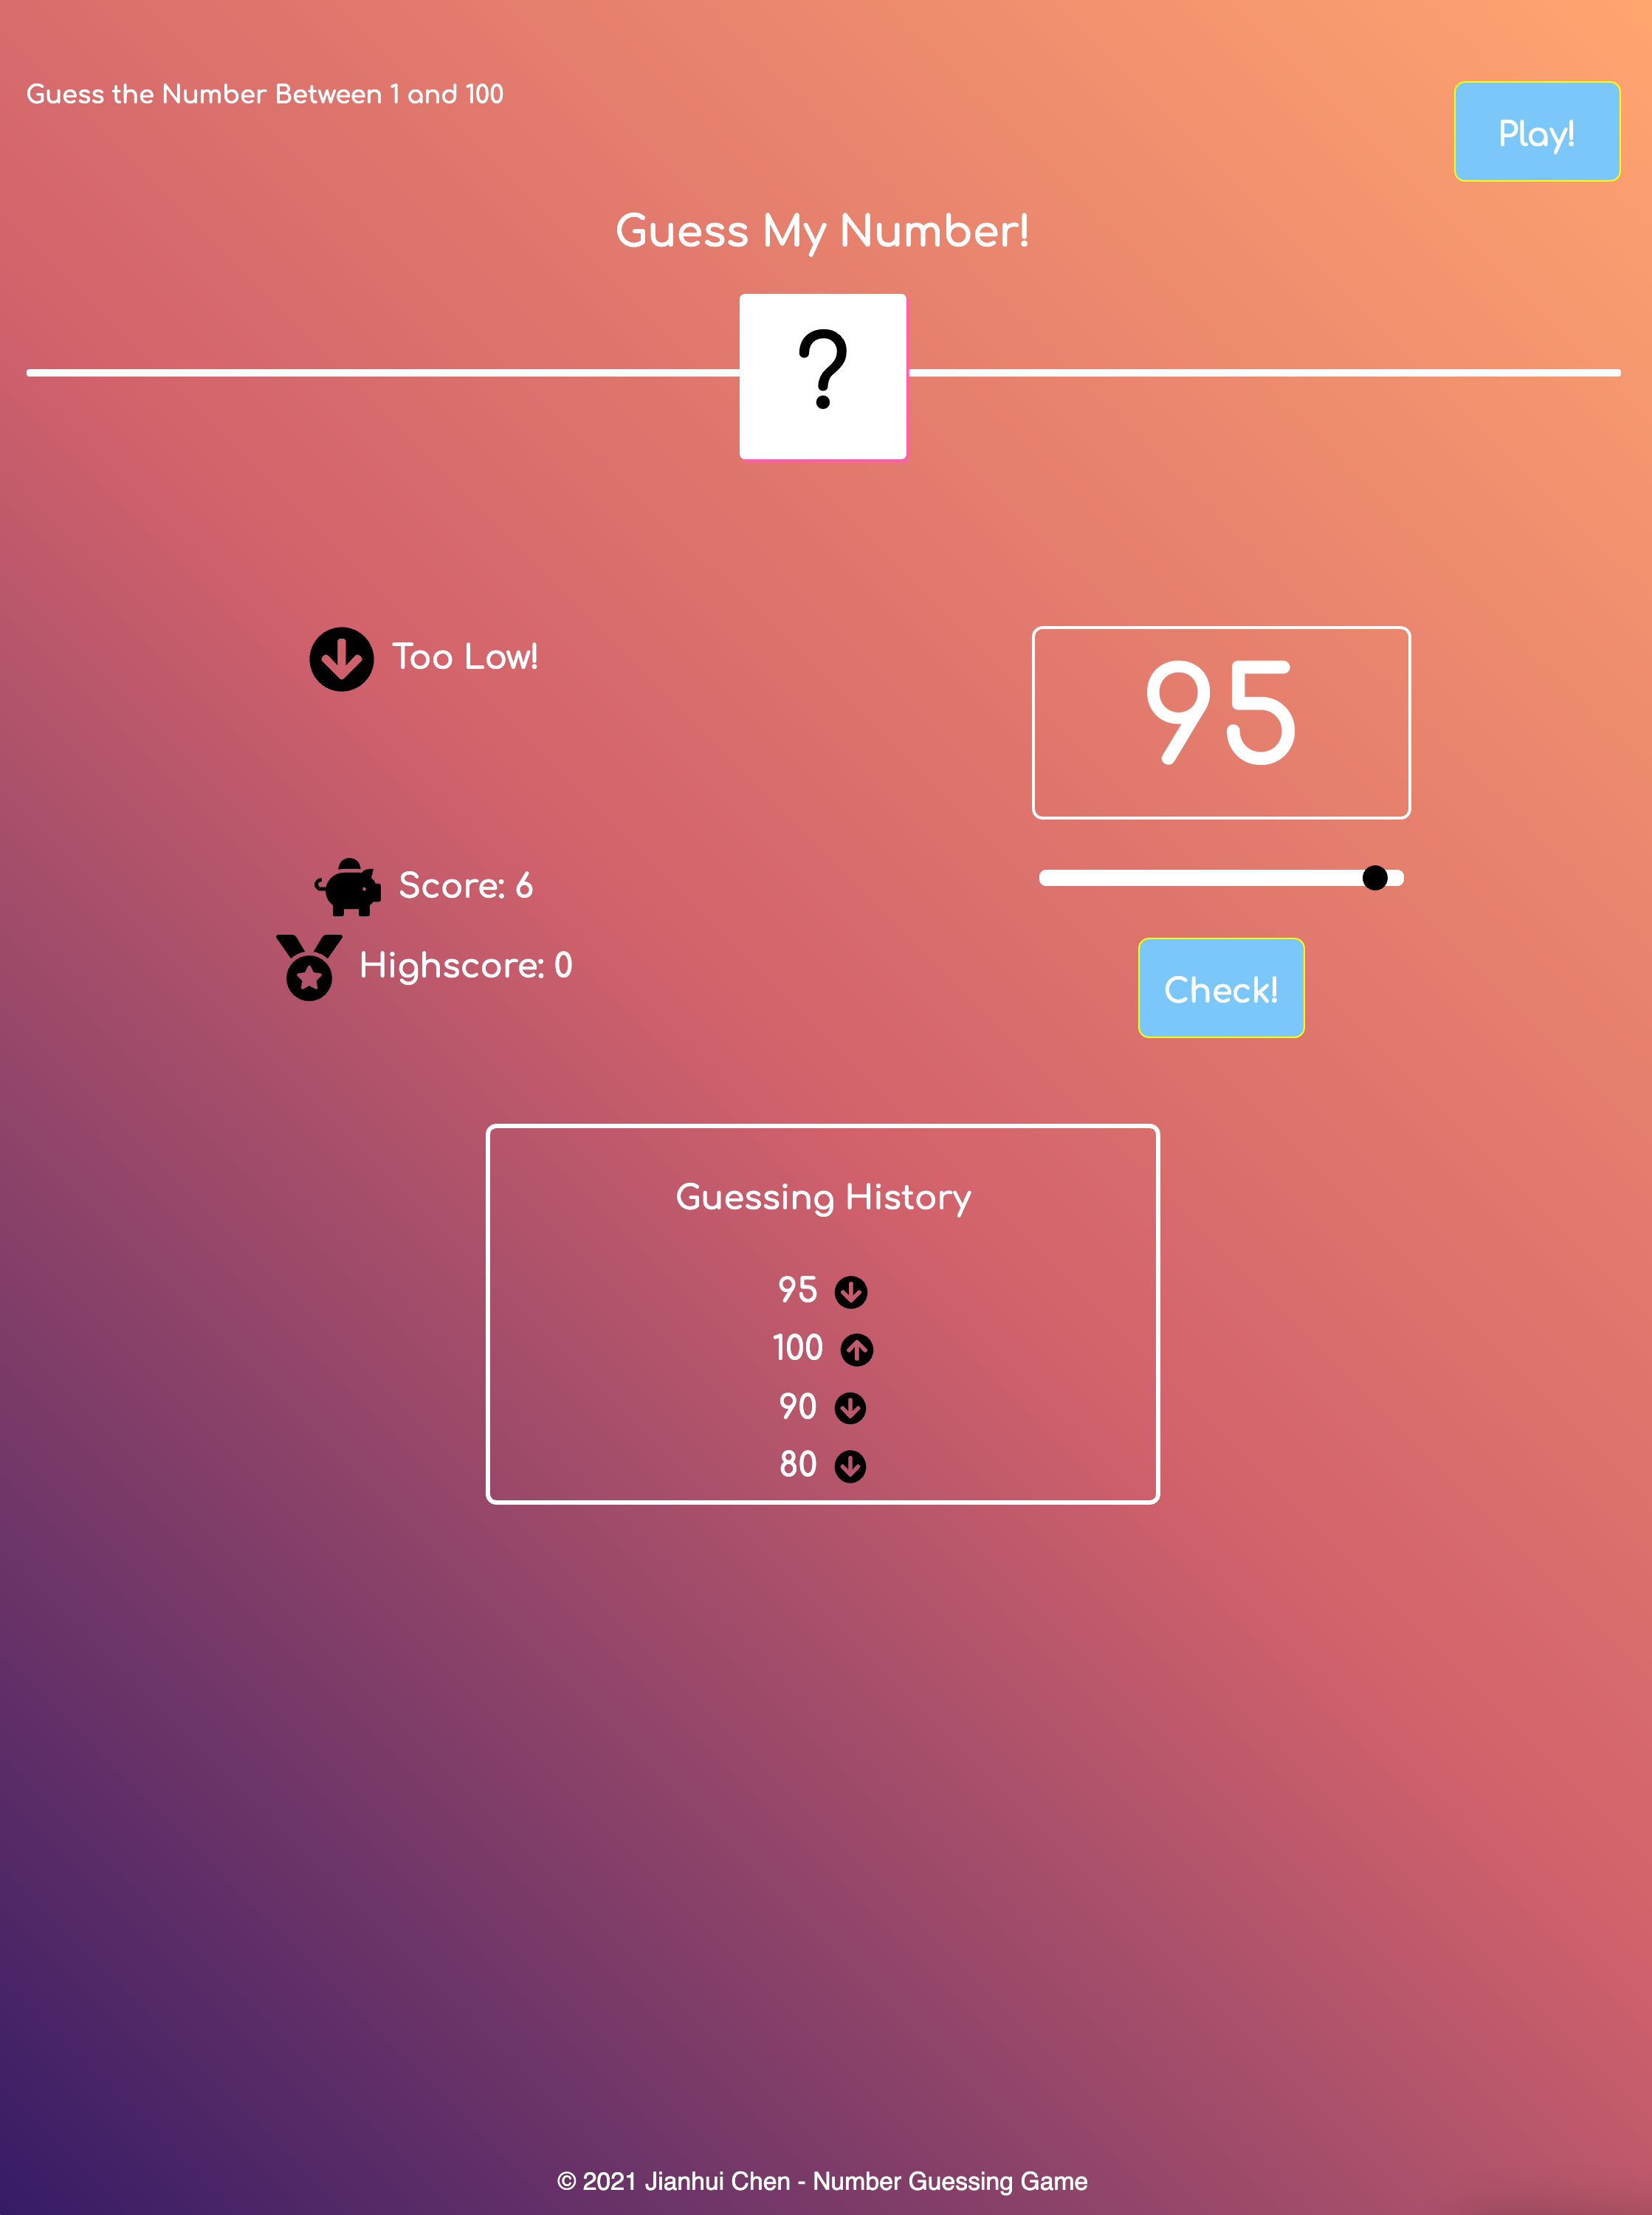 Guess the Number Between 1 and 100
Play!
Guess My Number!
?
Too Low!
95
Score: 6
Highscore: 0
Check!
Guessing History
95
100
90
80
© 2021 Jianhui Chen - Number Guessing Game